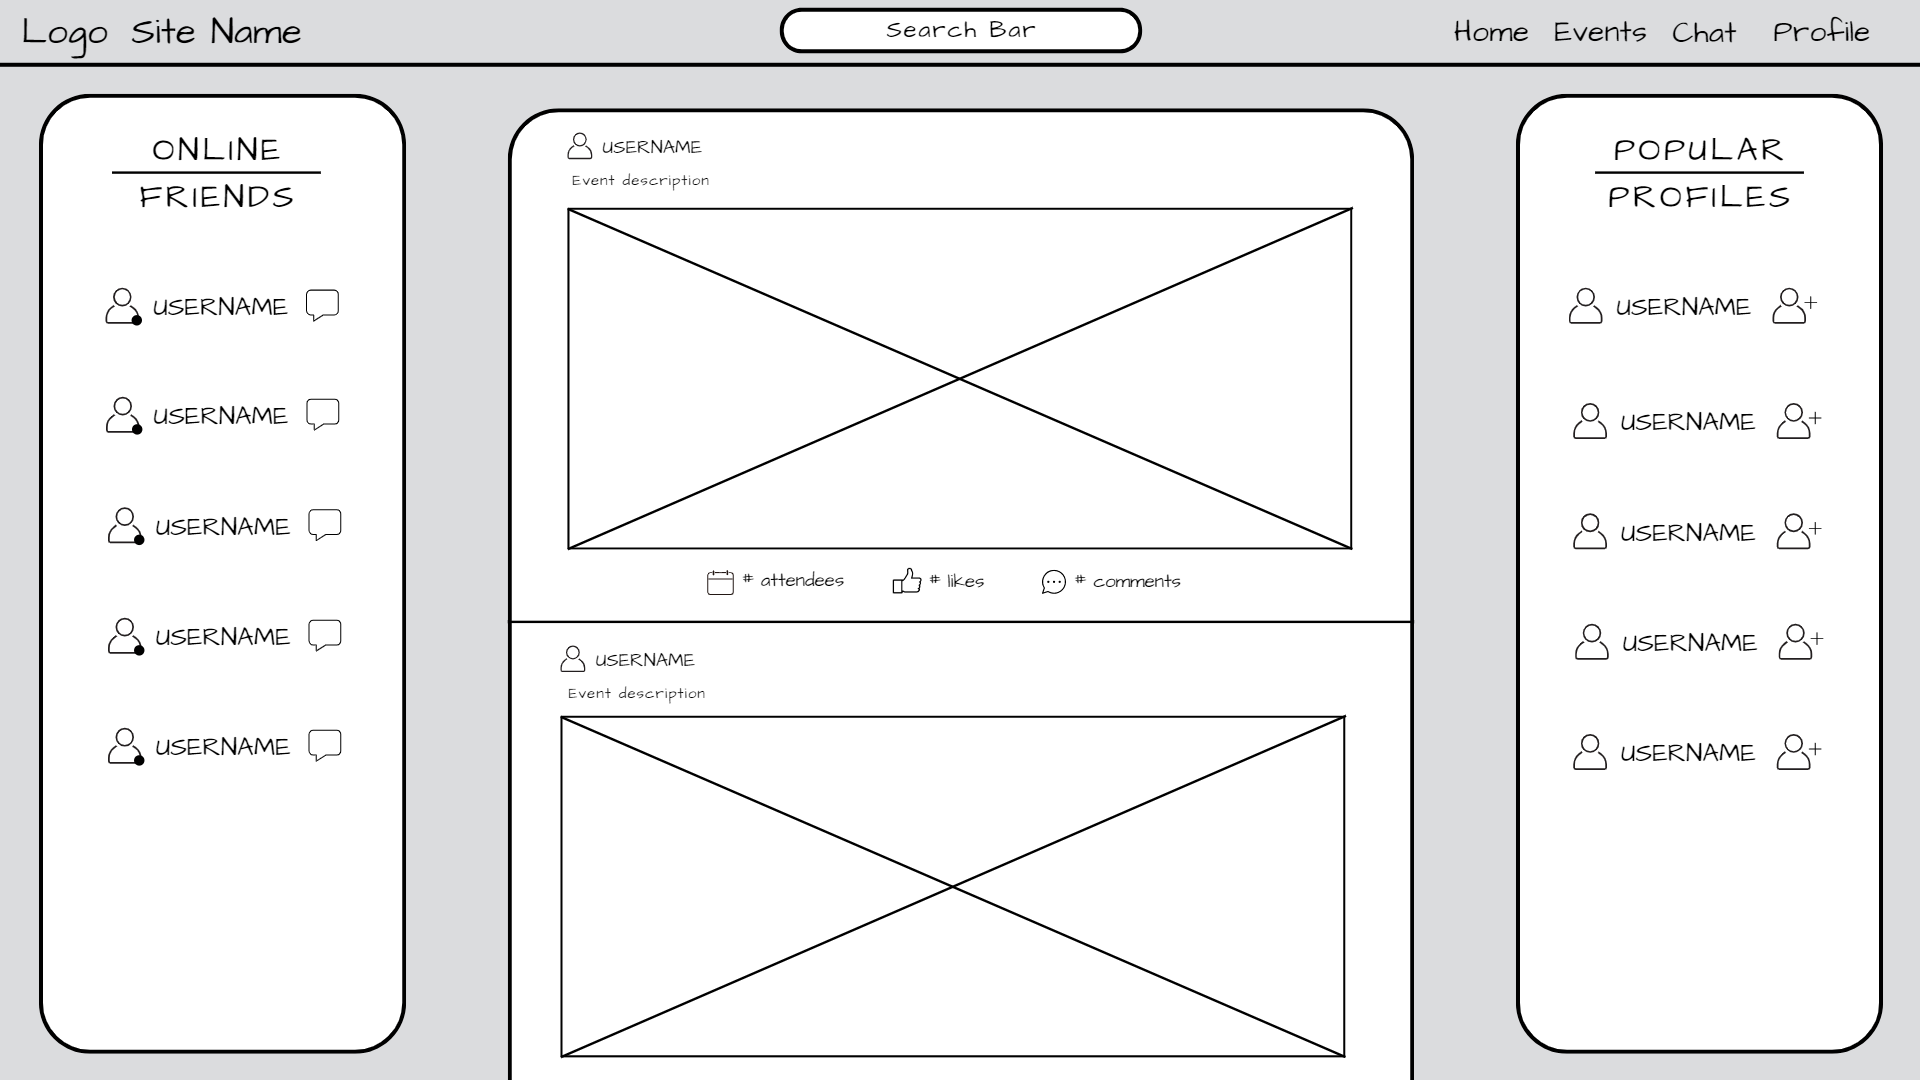 Logo Site Name
Search Bar
Home Events Chat Profile
ONLINE
FRIENDS
USERNAME
USERNAME
USERNAME
USERNAME
USERNAME
USERNAME
Event description
# attendees # likes # comments
USERNAME
Event description
POPULAR
PROFILES
USERNAME
USERNAME
USERNAME
USERNAME
USERNAME